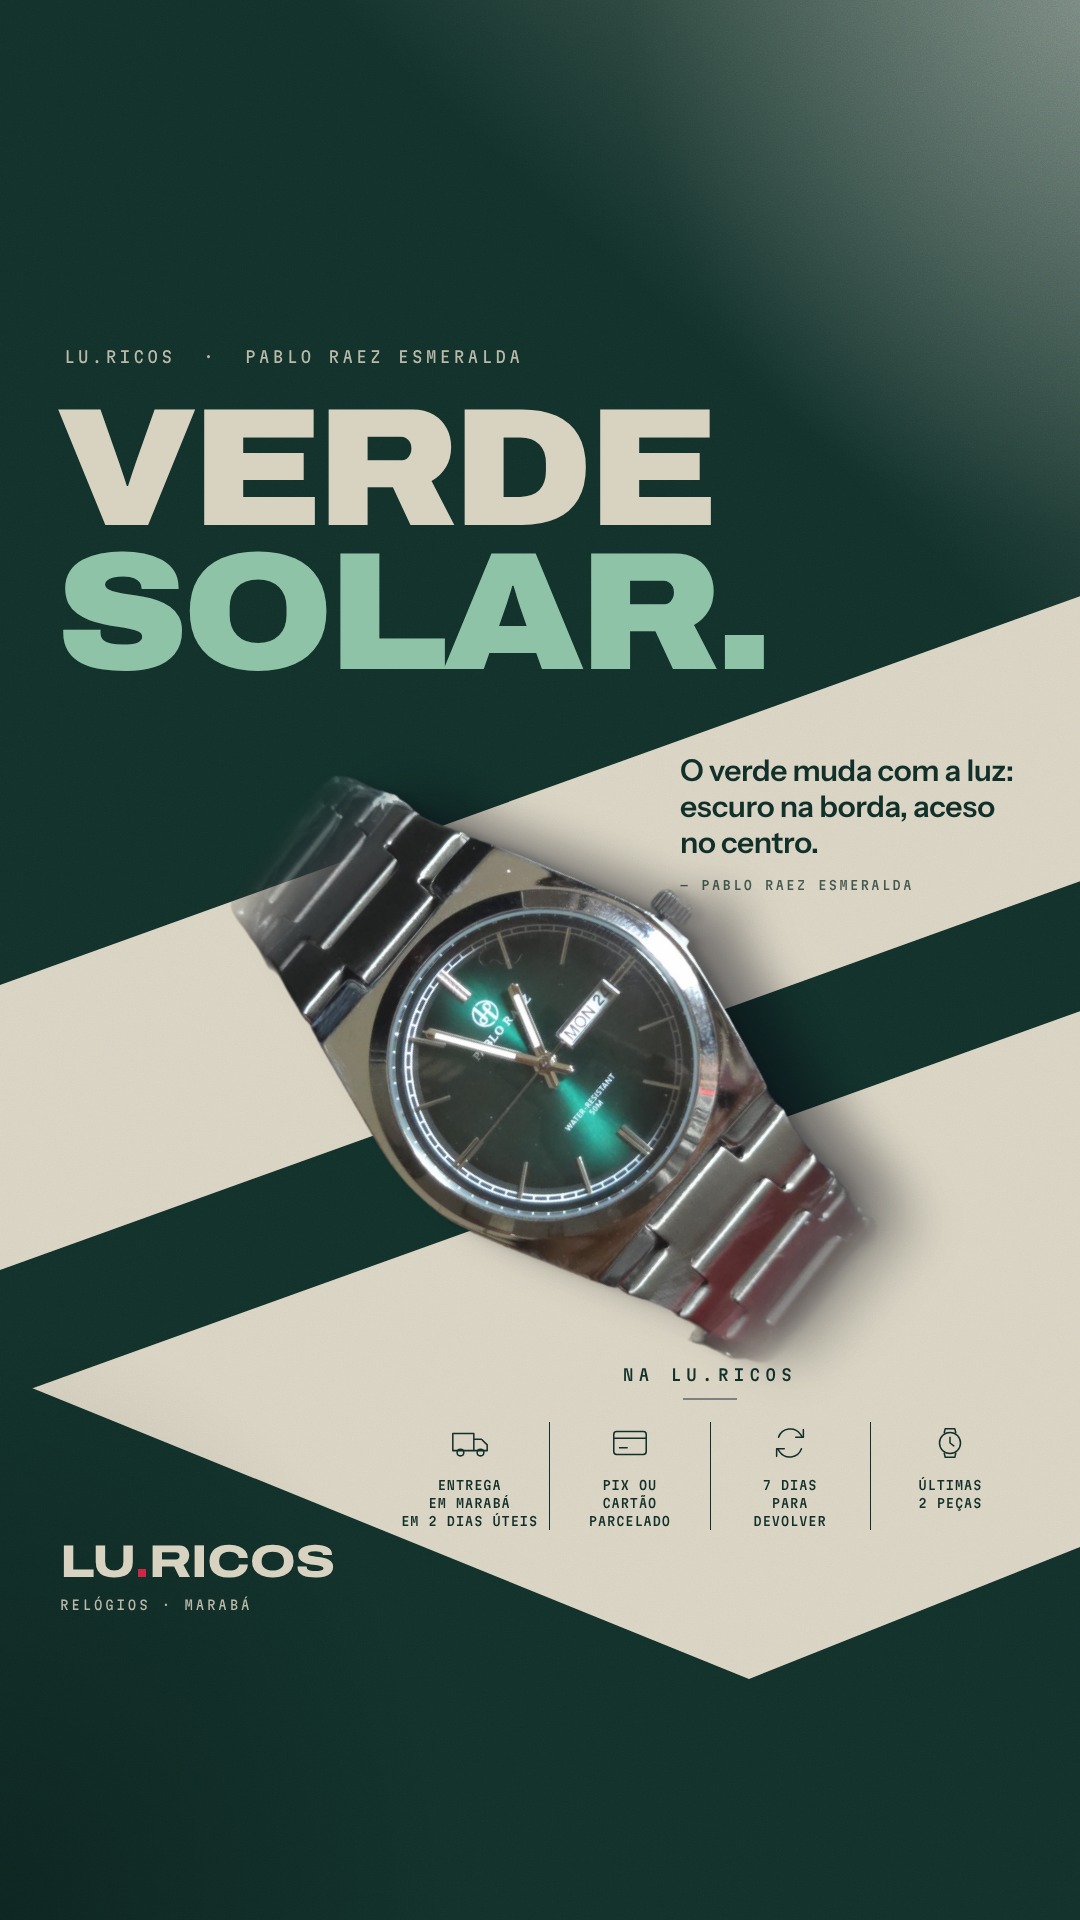 LU.RICOS · PABLO RAEZ ESMERALDA
VERDE
SOLAR.
O verde muda com a luz:
escuro na borda, aceso
no centro.
— PABLO RAEZ ESMERALDA
MON 2
WATER-RESISTANT
50M
NA LU.RICOS
ENTREGA
EM MARABÁ
EM 2 DIAS ÚTEIS
PIX OU
CARTÃO
PARCELADO
7 DIAS
PARA
DEVOLVER
ÚLTIMAS
2 PEÇAS
LU.RICOS
RELÓGIOS · MARABÁ